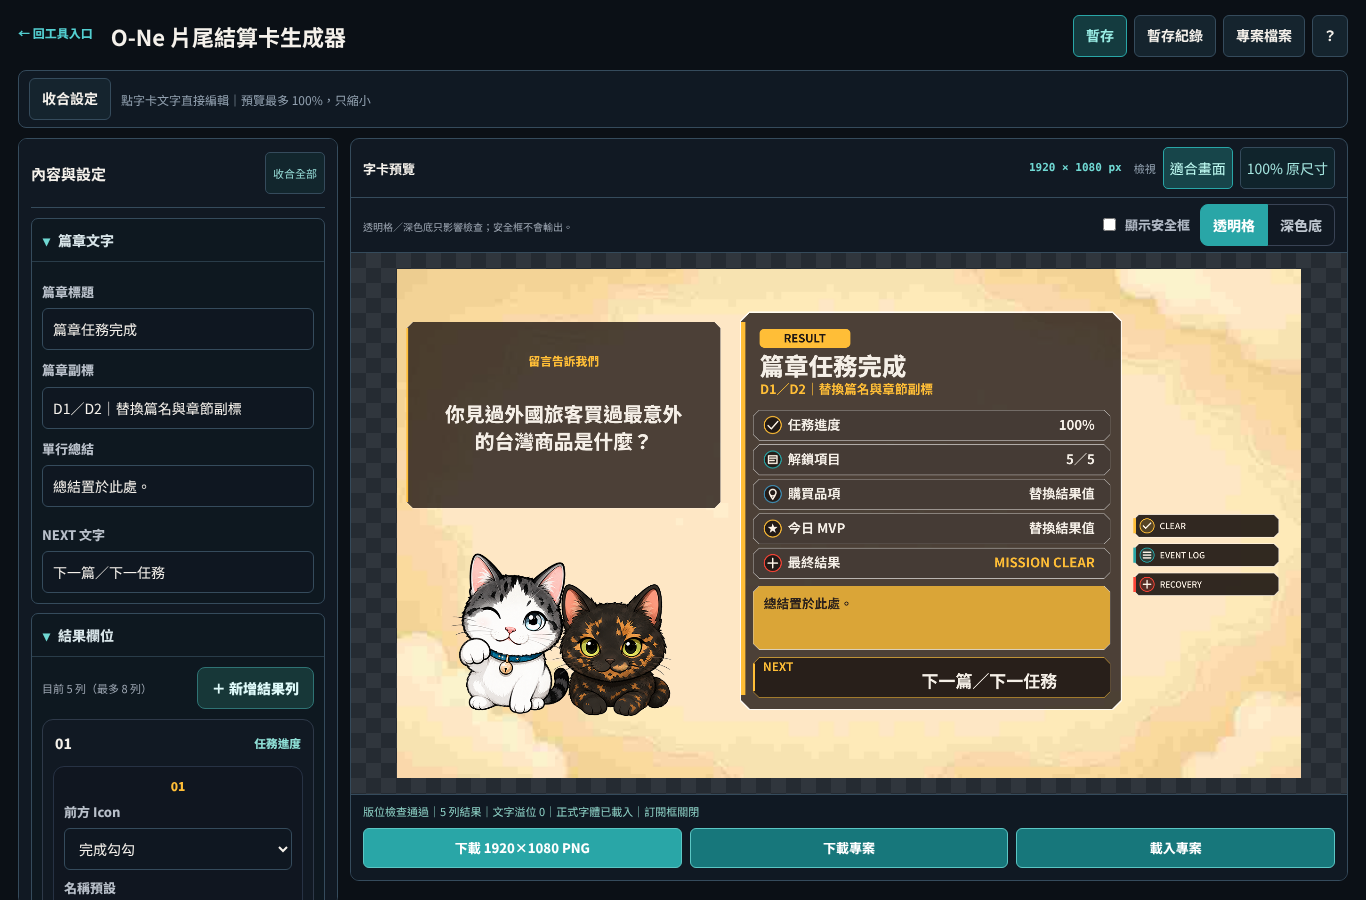 ← 回工具入口
O-Ne 片尾結算卡生成器
暫存
暫存紀錄
專案檔案
?
收合設定
點字卡文字直接編輯｜預覽最多 100%，只縮小
內容與設定
收合全部
▼ 篇章文字
篇章標題
篇章任務完成
篇章副標
D1／D2｜替換篇名與章節副標
單行總結
總結置於此處。
NEXT 文字
下一篇／下一任務
▼ 結果欄位
目前 5 列（最多 8 列）
＋ 新增結果列
01
任務進度
01
前方 Icon
完成勾勾
名稱預設
字卡預覽
1920 × 1080 px
檢視
適合畫面
100% 原尺寸
透明格／深色底只影響檢查；安全框不會輸出。
顯示安全框
透明格
深色底
留言告訴我們
你見過外國旅客買過最意外
的台灣商品是什麼？
RESULT
篇章任務完成
D1／D2｜替換篇名與章節副標
任務進度
100%
解鎖項目
5／5
購買品項
替換結果值
今日 MVP
替換結果值
最終結果
MISSION CLEAR
總結置於此處。
NEXT
下一篇／下一任務
CLEAR
EVENT LOG
RECOVERY
版位檢查通過｜5 列結果｜文字溢位 0｜正式字體已載入｜訂閱框關閉
下載 1920×1080 PNG
下載專案
載入專案